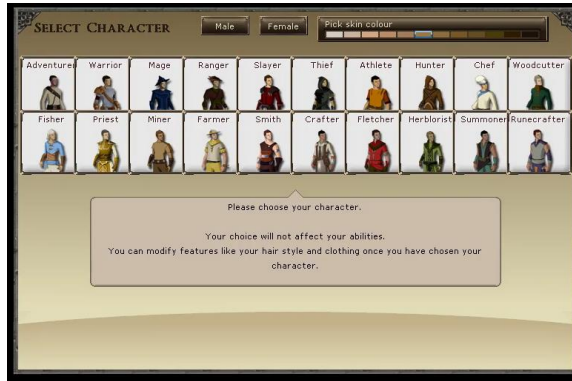 Select Character
Male
Female
Pick skin colour
Adventurer
Warrior
Mage
Ranger
Slayer
Thief
Athlete
Hunter
Chef
Woodcutter
Fisher
Priest
Miner
Farmer
Smith
Crafter
Fletcher
Herblorist
Summoner
Runecrafter
Please choose your character.
Your choice will not affect your abilities.
You can modify features like your hair style and clothing once you have chosen your
character.